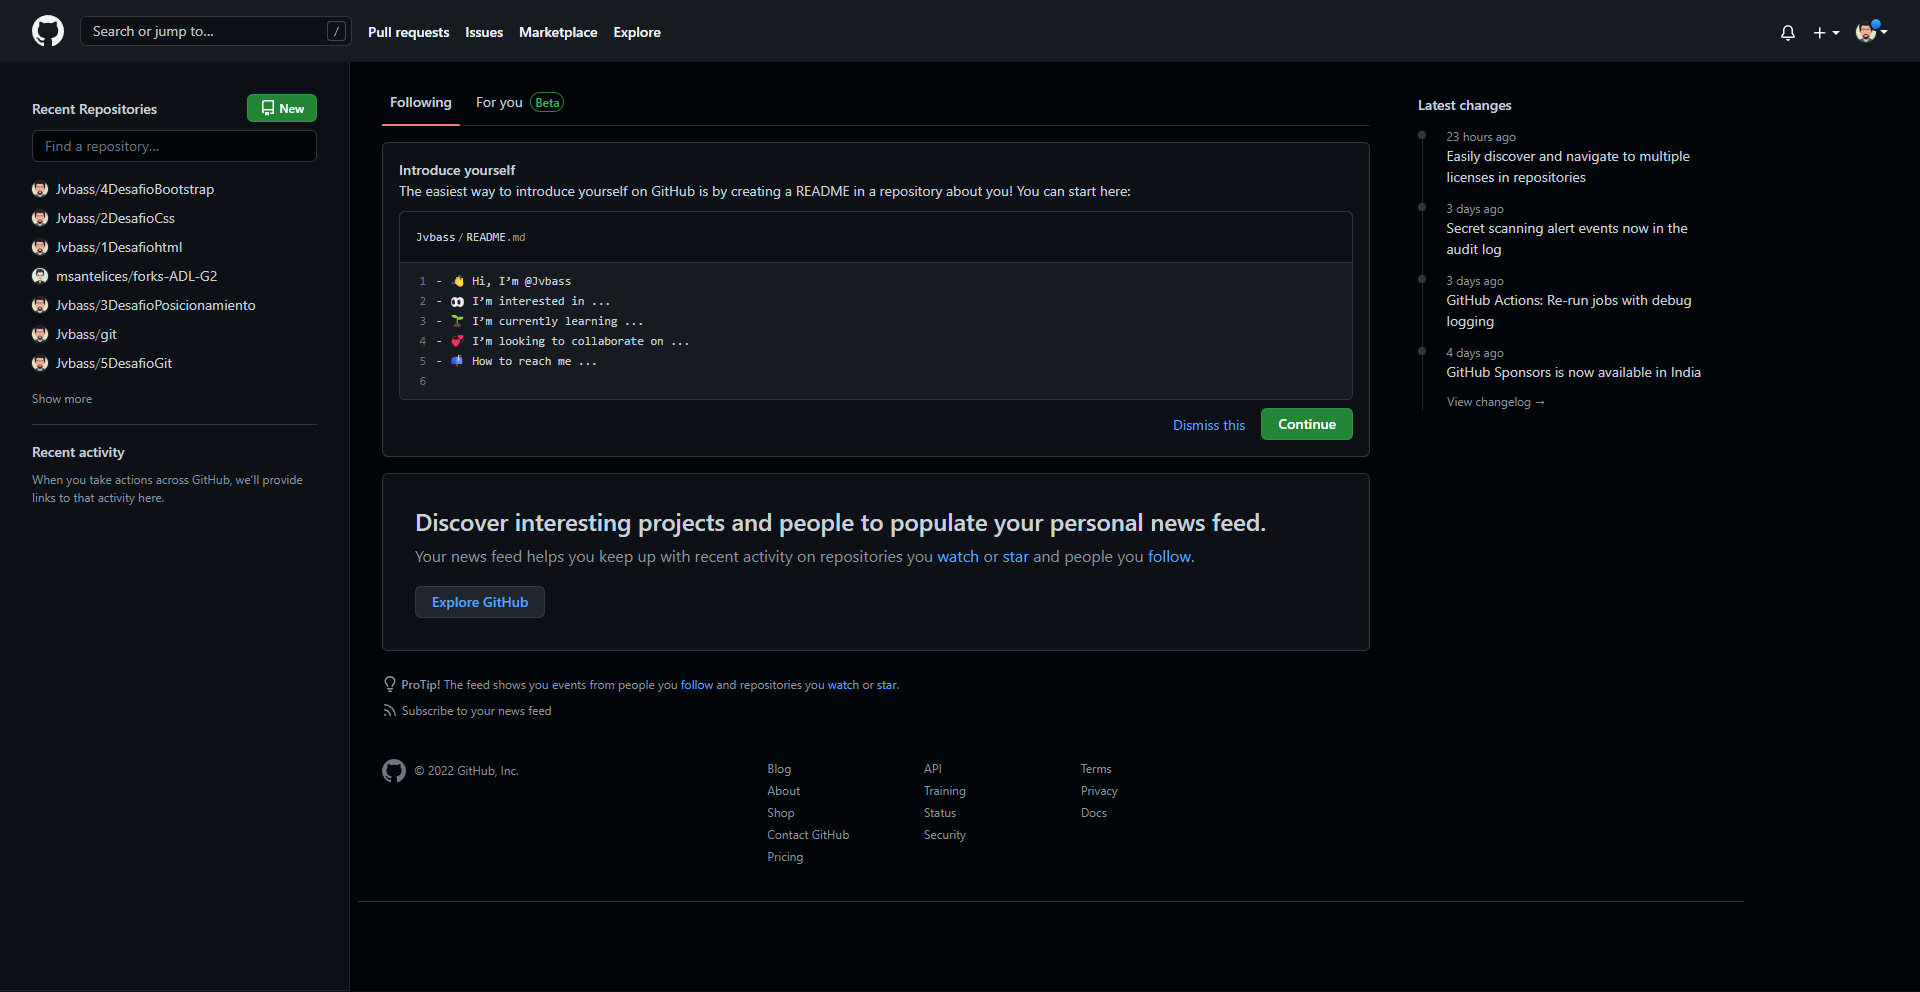 Search or jump to... /
Pull requests Issues Marketplace Explore
Recent Repositories New
Find a repository...
Jvbass/4DesafioBootstrap
Jvbass/2DesafioCss
Jvbass/1Desafiohtml
msantelices/forks-ADL-G2
Jvbass/3DesafioPosicionamiento
Jvbass/git
Jvbass/5DesafioGit
Show more
Recent activity
When you take actions across GitHub, we'll provide
links to that activity here.
Following For you Beta
Introduce yourself
The easiest way to introduce yourself on GitHub is by creating a README in a repository about you! You can start here:
Jvbass/README.md
1 - 👋 Hi, I'm @Jvbass
2 - 👀 I'm interested in ...
3 - 🌱 I'm currently learning ...
4 - 💞️ I'm looking to collaborate on ...
5 - 📫 How to reach me ...
6
Dismiss this Continue
Discover interesting projects and people to populate your personal news feed.
Your news feed helps you keep up with recent activity on repositories you watch or star and people you follow.
Explore GitHub
ProTip! The feed shows you events from people you follow and repositories you watch or star.
Subscribe to your news feed
Latest changes
23 hours ago
Easily discover and navigate to multiple
licenses in repositories
3 days ago
Secret scanning alert events now in the
audit log
3 days ago
GitHub Actions: Re-run jobs with debug
logging
4 days ago
GitHub Sponsors is now available in India
View changelog →
© 2022 GitHub, Inc.
Blog
About
Shop
Contact GitHub
Pricing
API
Training
Status
Security
Terms
Privacy
Docs